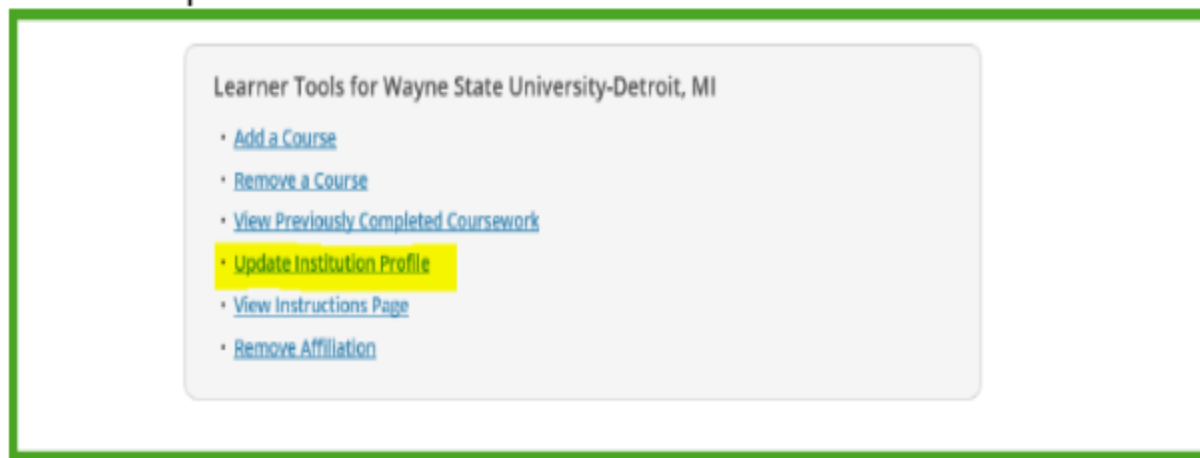 Learner Tools for Wayne State University-Detroit, MI
• Add a Course
• Remove a Course
• View Previously Completed Coursework
• Update Institution Profile
• View Instructions Page
• Remove Affiliation